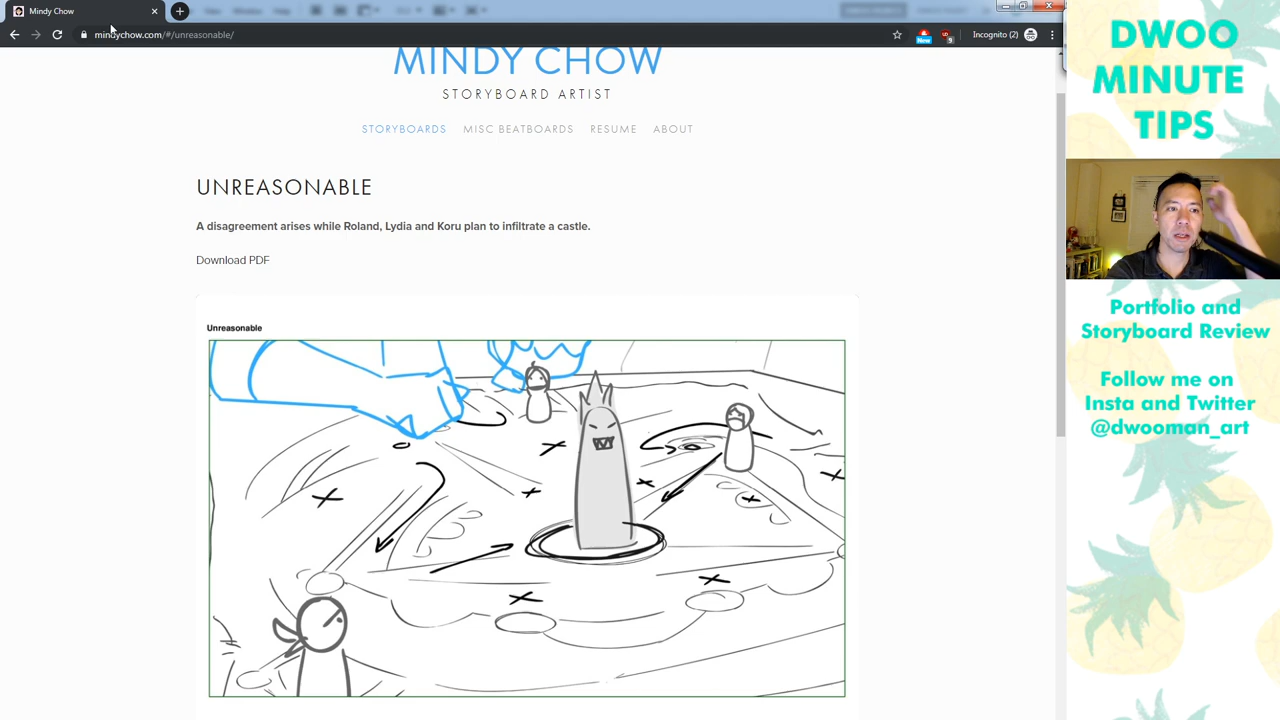 Mindy Chow
mindychow.com/#/unreasonable/
New
9
Incognito (2)
MINDY CHOW
STORYBOARD ARTIST
STORYBOARDS MISC BEATBOARDS RESUME ABOUT
UNREASONABLE
A disagreement arises while Roland, Lydia and Koru plan to infiltrate a castle.
Download PDF
Unreasonable
DWOO
MINUTE
TIPS
Portfolio and
Storyboard Review
Follow me on
Insta and Twitter
@dwooman_art